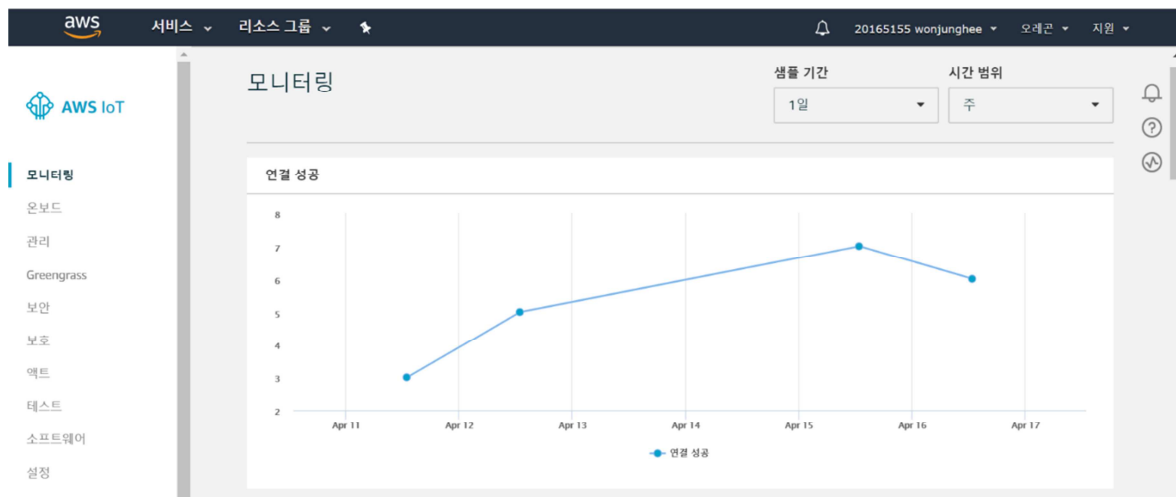 aws 서비스 리소스 그룹 20165155 wonjunghee 오레곤 지원
AWS IoT
모니터링
온보드
관리
Greengrass
보안
보호
액트
테스트
소프트웨어
설정
모니터링
샘플 기간 시간 범위
1일 주
연결 성공
8
7
6
5
4
3
2
Apr 11 Apr 12 Apr 13 Apr 14 Apr 15 Apr 16 Apr 17
연결 성공